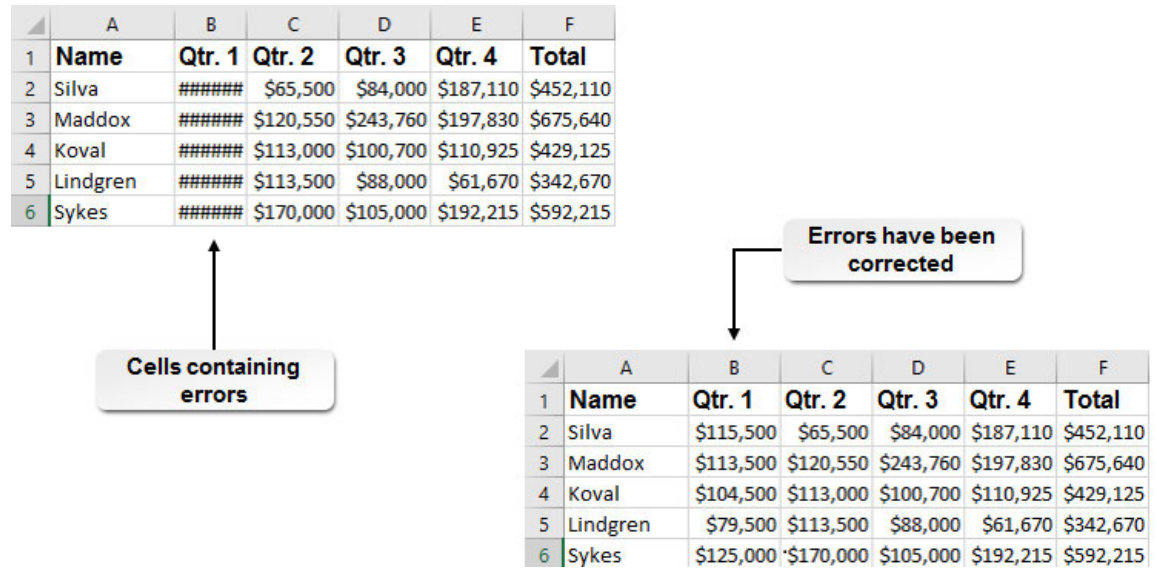 A B C D E F
1 Name Qtr. 1 Qtr. 2 Qtr. 3 Qtr. 4 Total
2 Silva ###### $65,500 $84,000 $187,110 $452,110
3 Maddox ###### $120,550 $243,760 $197,830 $675,640
4 Koval ###### $113,000 $100,700 $110,925 $429,125
5 Lindgren ###### $113,500 $88,000 $61,670 $342,670
6 Sykes ###### $170,000 $105,000 $192,215 $592,215
Errors have been
corrected
Cells containing
errors
A B C D E F
1 Name Qtr. 1 Qtr. 2 Qtr. 3 Qtr. 4 Total
2 Silva $115,500 $65,500 $84,000 $187,110 $452,110
3 Maddox $113,500 $120,550 $243,760 $197,830 $675,640
4 Koval $104,500 $113,000 $100,700 $110,925 $429,125
5 Lindgren $79,500 $113,500 $88,000 $61,670 $342,670
6 Sykes $125,000 $170,000 $105,000 $192,215 $592,215